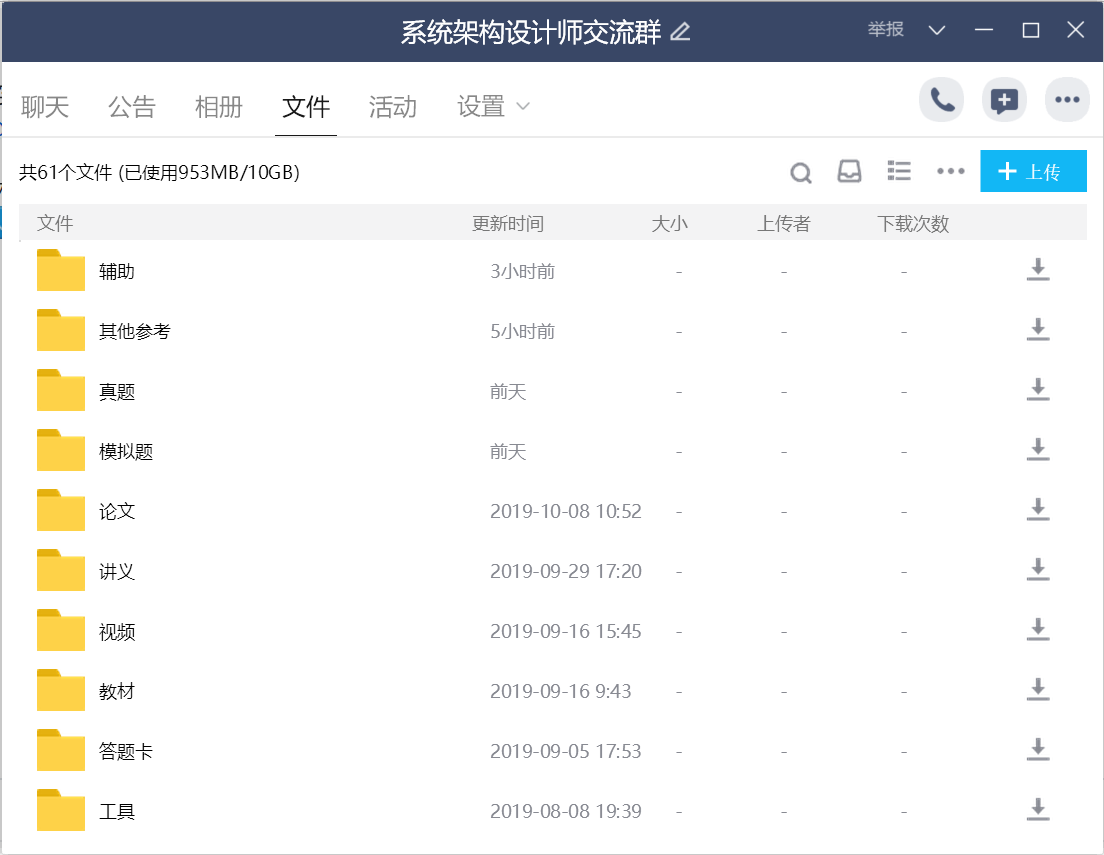 系统架构设计师交流群 举报
聊天 公告 相册 文件 活动 设置
共61个文件 (已使用953MB/10GB) 上传
文件 更新时间 大小 上传者 下载次数
辅助 3小时前 - - -
其他参考 5小时前 - - -
真题 前天 - - -
模拟题 前天 - - -
论文 2019-10-08 10:52 - - -
讲义 2019-09-29 17:20 - - -
视频 2019-09-16 15:45 - - -
教材 2019-09-16 9:43 - - -
答题卡 2019-09-05 17:53 - - -
工具 2019-08-08 19:39 - - -